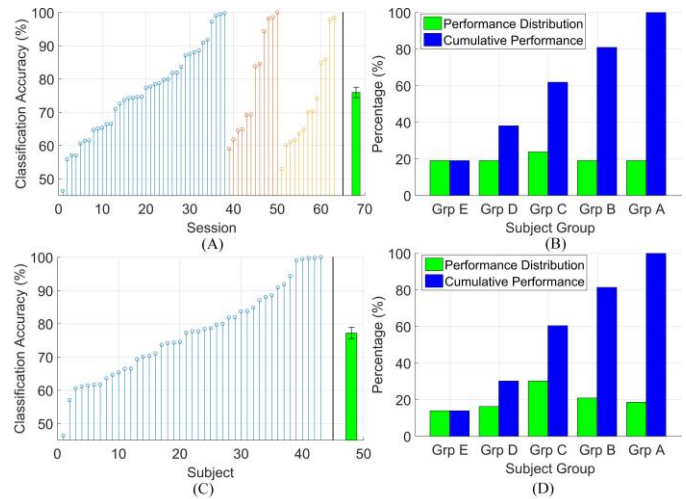 100
90
80
70
60
50
0 10 20 30 40 50 60 70
Classification Accuracy (%)
Session
(A)
Performance Distribution
Cumulative Performance
100
80
60
40
20
0
Percentage (%)
Grp E Grp D Grp C Grp B Grp A
Subject Group
(B)
100
90
80
70
60
50
0 10 20 30 40 50
Classification Accuracy (%)
Subject
(C)
Performance Distribution
Cumulative Performance
100
80
60
40
20
0
Percentage (%)
Grp E Grp D Grp C Grp B Grp A
Subject Group
(D)